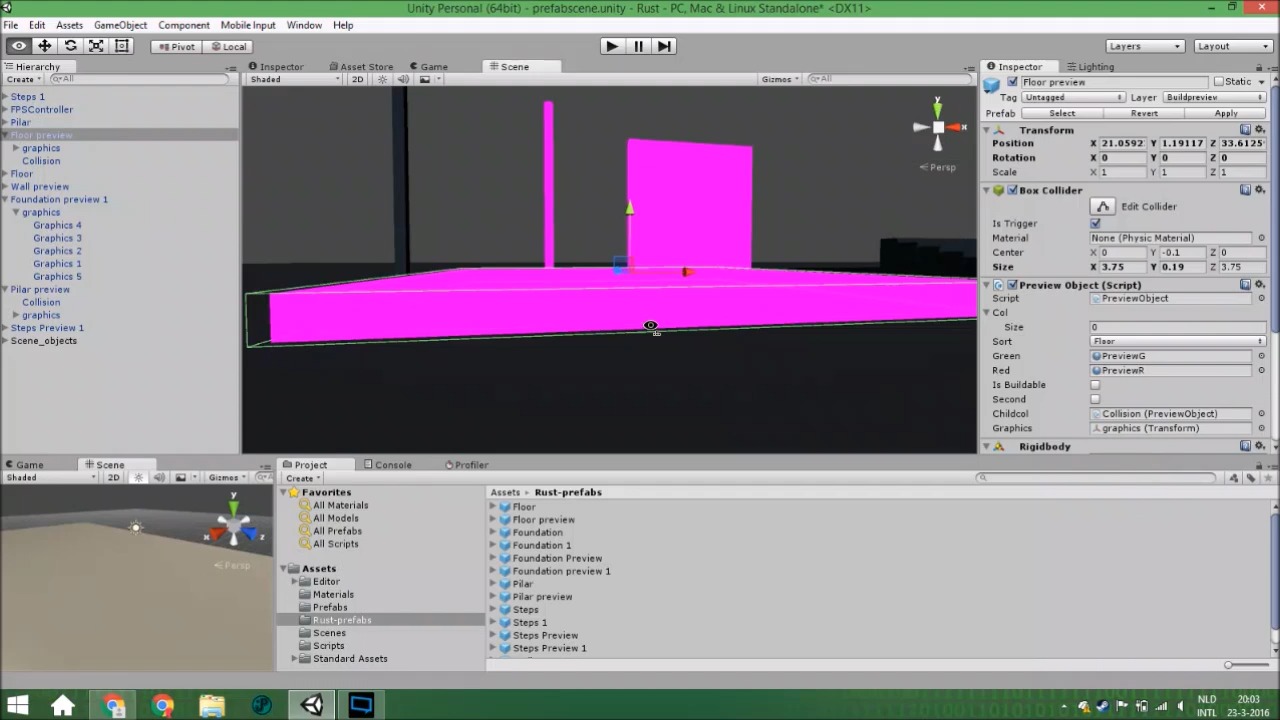 Unity Personal (64bit) - prefabscene.unity - Rust - PC, Mac & Linux Standalone* <DX11>
File Edit Assets GameObject Component Mobile Input Window Help
Pivot Local Layers Layout
Hierarchy
Create All
Steps 1
FPSController
Pilar
Floor preview
graphics
Collision
Floor
Wall preview
Foundation preview 1
graphics
Graphics 4
Graphics 3
Graphics 2
Graphics 1
Graphics 5
Pilar preview
Collision
graphics
Steps Preview 1
Scene_objects
Inspector Asset Store Game Scene
Shaded 2D Gizmos All
y
x
Persp
Inspector Lighting
Floor preview Static
Tag Untagged Layer Buildpreview
Prefab Select Revert Apply
Transform
Position X 21.0592 Y 1.19117 Z 33.6125
Rotation X 0 Y 0 Z 0
Scale X 1 Y 1 Z 1
Box Collider
Edit Collider
Is Trigger
Material None (Physic Material)
Center X 0 Y -0.1 Z 0
Size X 3.75 Y 0.19 Z 3.75
Preview Object (Script)
Script PreviewObject
Col
Size 0
Sort Floor
Green PreviewG
Red PreviewR
Is Buildable
Second
Childcol Collision (PreviewObject)
Graphics graphics (Transform)
Rigidbody
Game Scene
Shaded 2D Gizmos
y
x z
Persp
Project Console Profiler
Create
Favorites
All Materials
All Models
All Prefabs
All Scripts
Assets
Editor
Materials
Prefabs
Rust-prefabs
Scenes
Scripts
Standard Assets
Assets Rust-prefabs
Floor
Floor preview
Foundation
Foundation 1
Foundation Preview
Foundation preview 1
Pilar
Pilar preview
Steps
Steps 1
Steps Preview
Steps Preview 1
NLD 20:03
INTL 23-3-2016